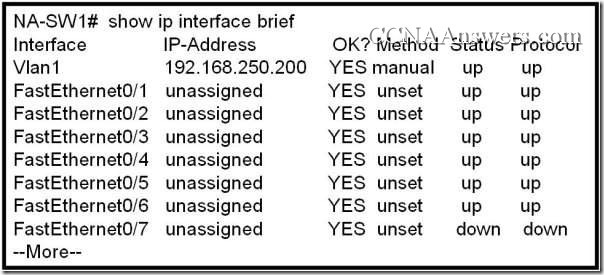 NA-SW1# show ip interface brief
CCNAAnswers.com
Interface IP-Address OK? Method Status Protocol
Vlan1 192.168.250.200 YES manual up up
FastEthernet0/1 unassigned YES unset up up
FastEthernet0/2 unassigned YES unset up up
FastEthernet0/3 unassigned YES unset up up
FastEthernet0/4 unassigned YES unset up up
FastEthernet0/5 unassigned YES unset up up
FastEthernet0/6 unassigned YES unset up up
FastEthernet0/7 unassigned YES unset down down
--More--